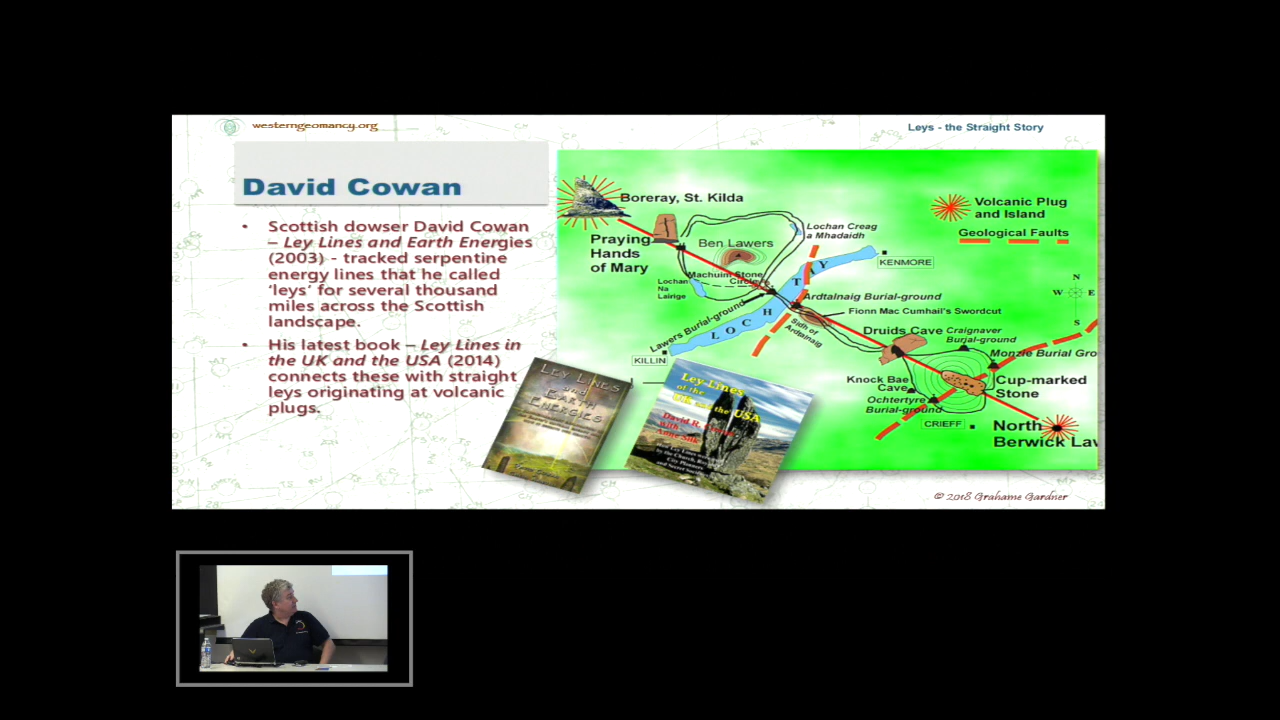 westerngeomancy.org
Leys - the Straight Story
David Cowan
• Scottish dowser David Cowan
– Ley Lines and Earth Energies
(2003) - tracked serpentine
energy lines that he called
‘leys’ for several thousand
miles across the Scottish
landscape.
• His latest book – Ley Lines in
the UK and the USA (2014)
connects these with straight
leys originating at volcanic
plugs.
Boreray, St. Kilda
Volcanic Plug
and Island
Geological Faults
Praying
Hands
of Mary
Ben Lawers
Lochan Creag
a Mhadaidh
KENMORE
Machuim Stone
Circle
Lochan
Na
Lairige
N
W E
S
LOCH TAY
Ardtalnaig Burial-ground
Fionn Mac Cumhail's Swordcut
Lawers Burial-ground
Sidh of
Ardtalnaig
KILLIN
Druids Cave
Craignaver
Burial-ground
Monzie Burial Gro
Knock Bae
Cave
Cup-marked
Stone
Ochtertyre
Burial-ground
CRIEFF
North
Berwick Law
LEY LINES
and
EARTH
ENERGIES
Ley Lines
of the
UK and the USA
David R.
with
© 2018 Grahame Gardner